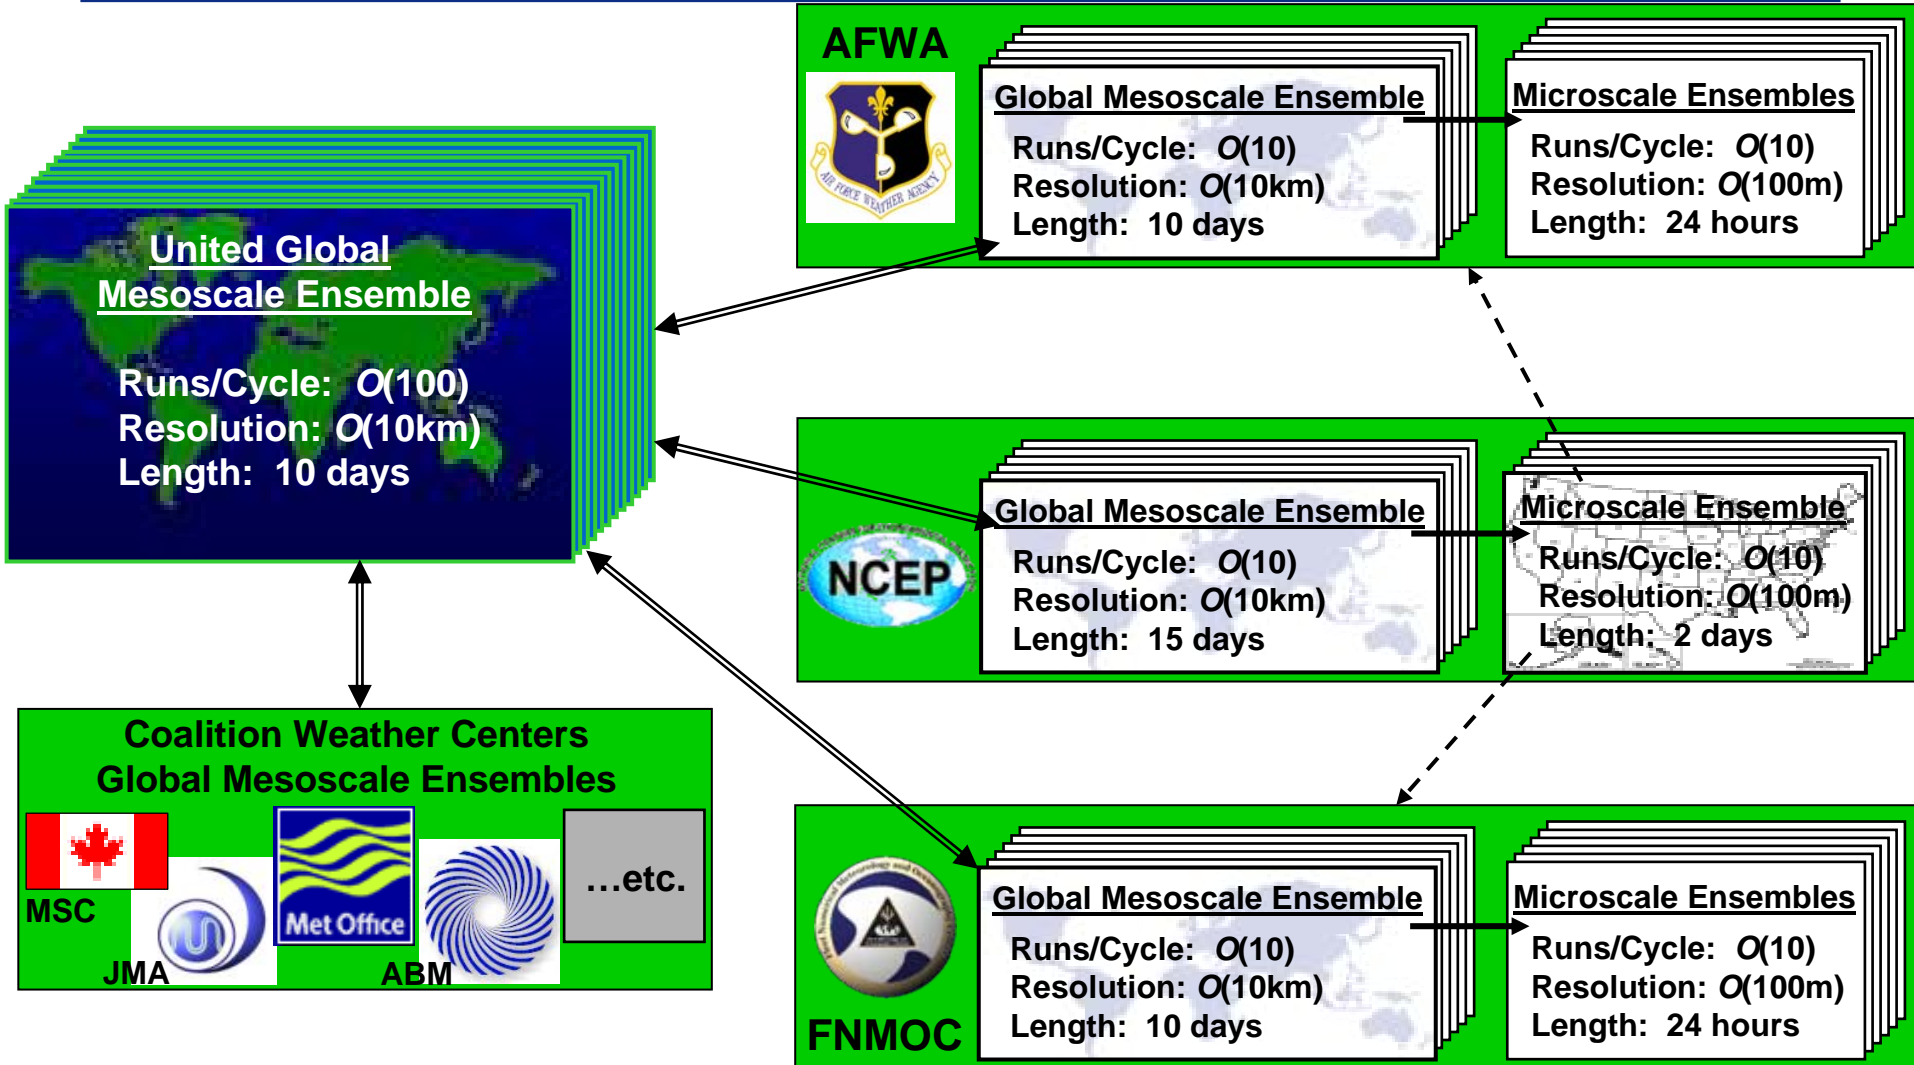 AFWA
AIR FORCE WEATHER AGENCY
Global Mesoscale Ensemble
Runs/Cycle: O(10)
Resolution: O(10km)
Length: 10 days
Microscale Ensembles
Runs/Cycle: O(10)
Resolution: O(100m)
Length: 24 hours
United Global
Mesoscale Ensemble
Runs/Cycle: O(100)
Resolution: O(10km)
Length: 10 days
NCEP
Global Mesoscale Ensemble
Runs/Cycle: O(10)
Resolution: O(10km)
Length: 15 days
Microscale Ensemble
Runs/Cycle: O(10)
Resolution: O(100m)
Length: 2 days
Coalition Weather Centers
Global Mesoscale Ensembles
MSC
JMA
Met Office
ABM
...etc.
FNMOC
Global Mesoscale Ensemble
Runs/Cycle: O(10)
Resolution: O(10km)
Length: 10 days
Microscale Ensembles
Runs/Cycle: O(10)
Resolution: O(100m)
Length: 24 hours